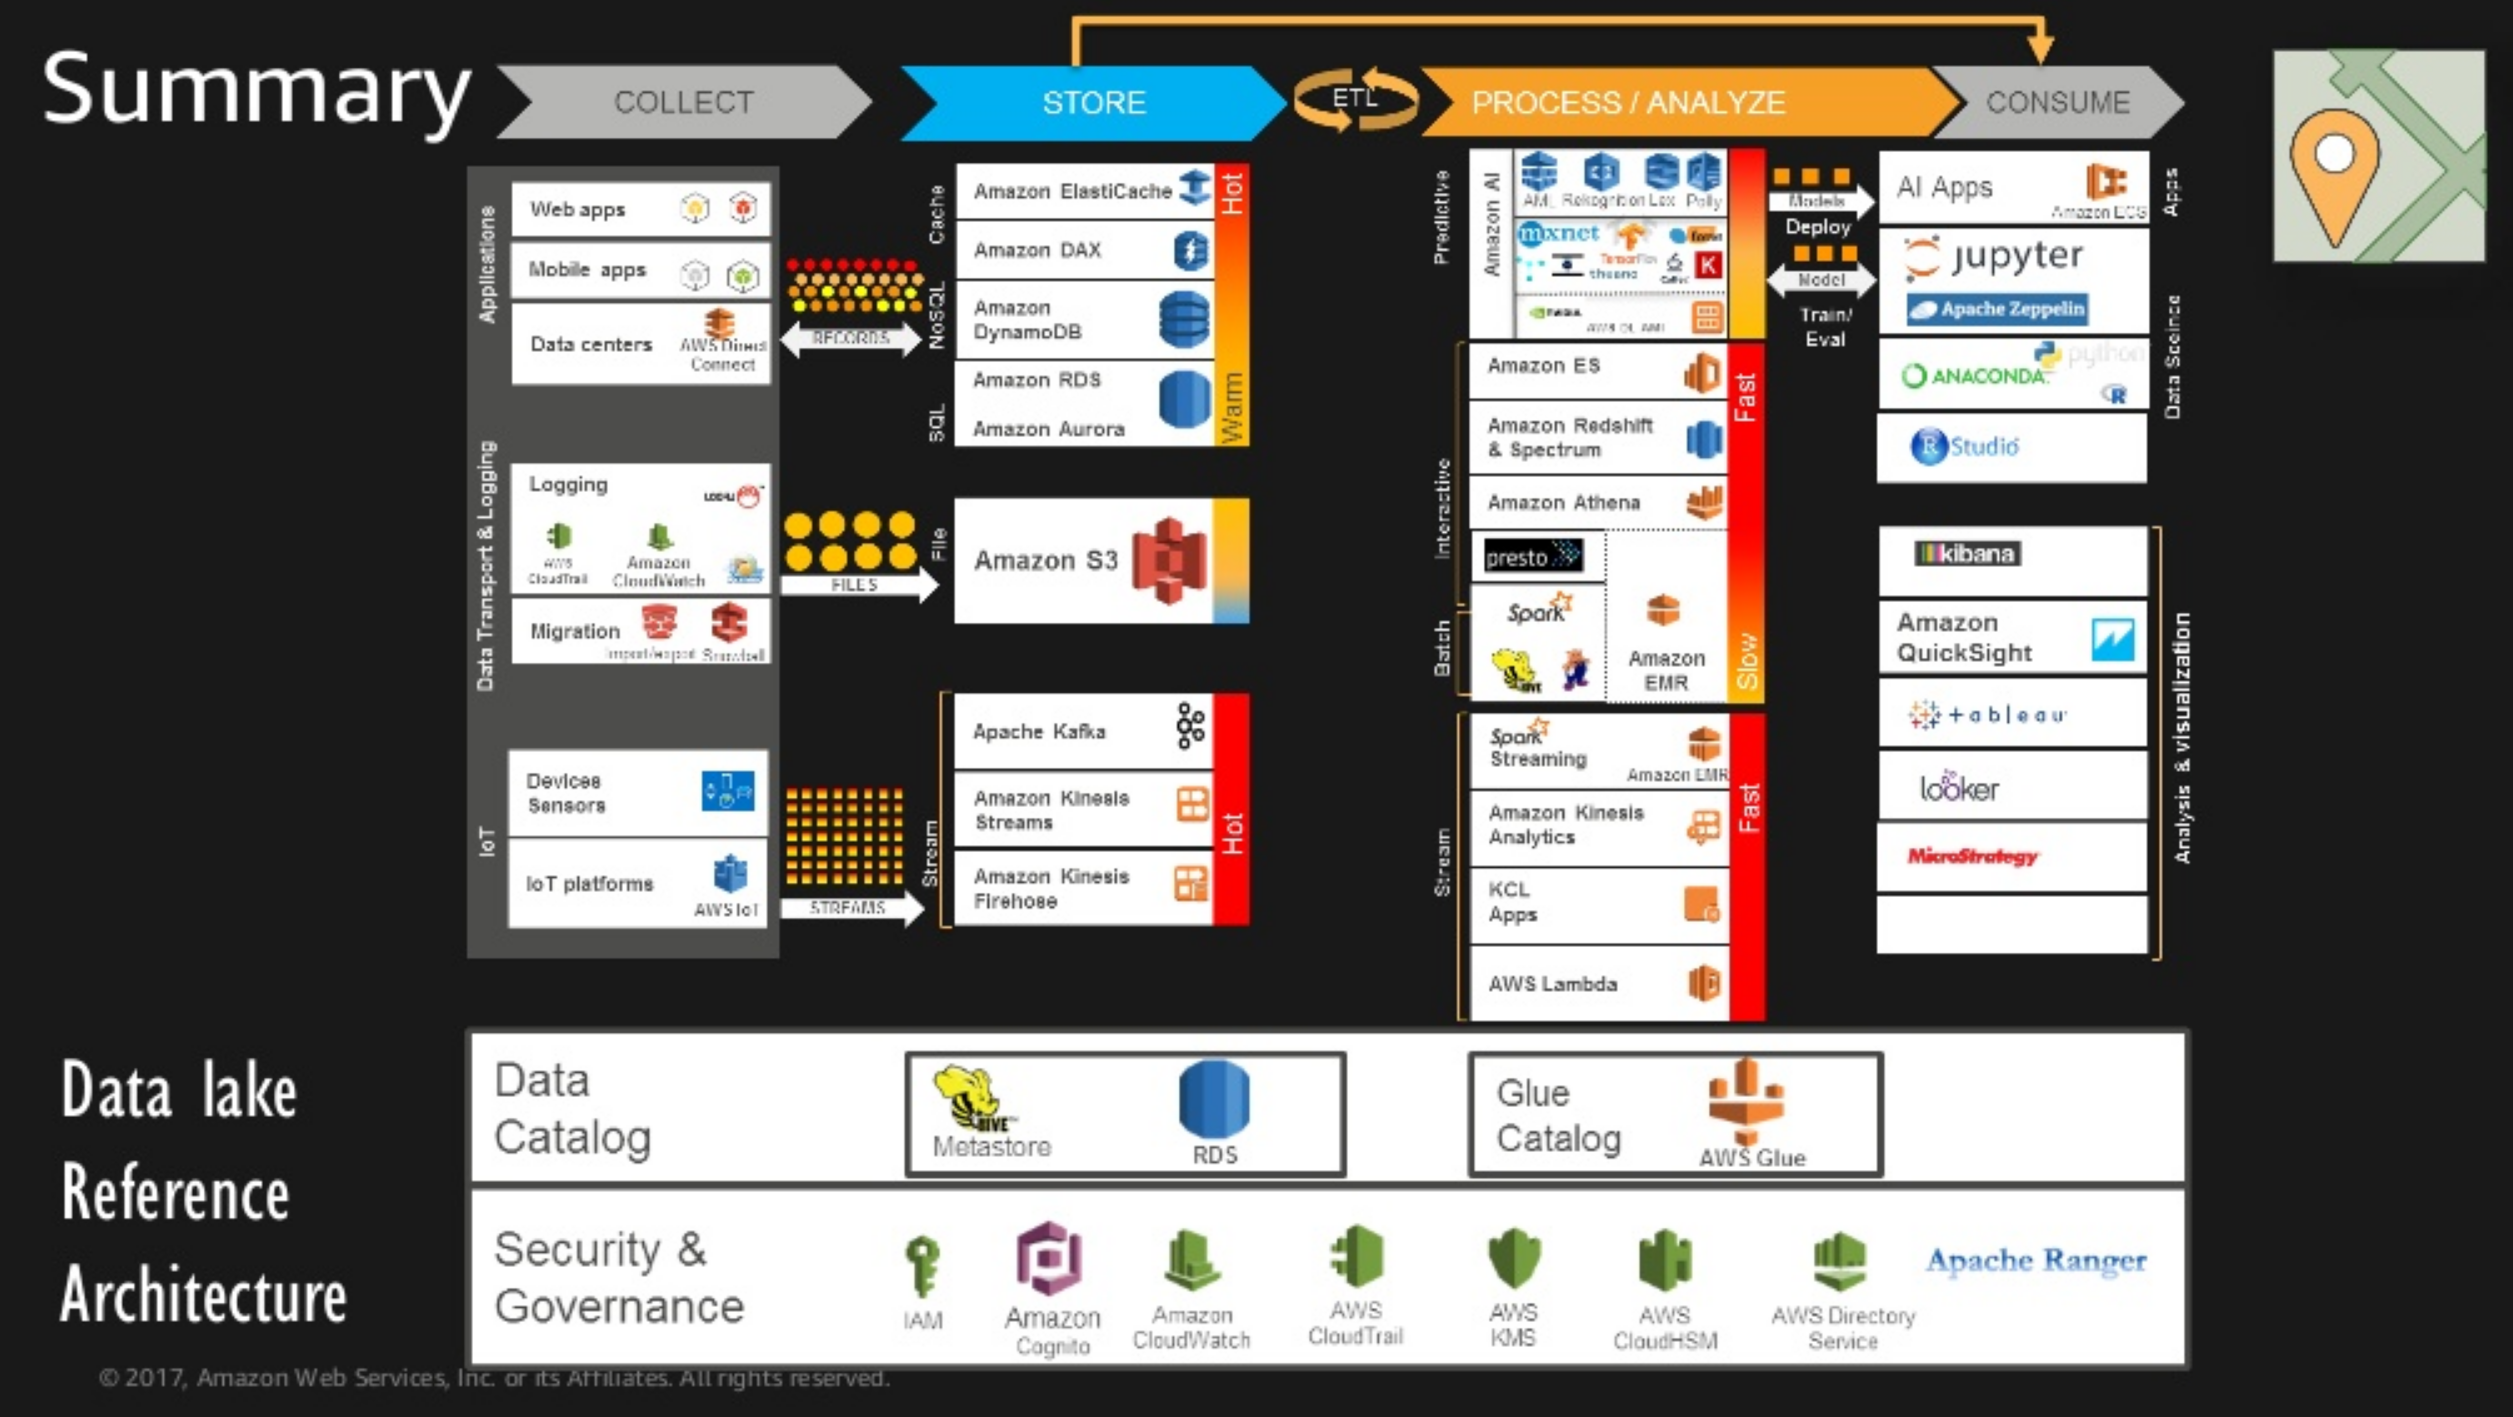 Summary
COLLECT
STORE
ETL
PROCESS / ANALYZE
CONSUME
Applications
Web apps
Mobile apps
Data centers
AWS Direct
Connect
RECORDS
Data Transport & Logging
Logging
AWS
CloudTrail
Amazon
CloudWatch
Migration
Import/export
Snowball
FILES
IoT
Devices
Sensors
IoT platforms
AWS IoT
STREAMS
Cache
NoSQL
SQL
Amazon ElastiCache
Amazon DAX
Amazon
DynamoDB
Amazon RDS
Amazon Aurora
Hot
Warm
File
Amazon S3
Stream
Apache Kafka
Amazon Kinesis
Streams
Amazon Kinesis
Firehose
Hot
Predictive
Amazon AI
AML Rekognition Lex Polly
mxnet
TensorFlow
theano
Caffe
K
NVIDIA
AWS DL AMI
Interactive
Amazon ES
Amazon Redshift
& Spectrum
Amazon Athena
presto
Batch
Spark
HIVE
Amazon
EMR
Fast
Slow
Stream
Spark
Streaming
Amazon EMR
Amazon Kinesis
Analytics
KCL
Apps
AWS Lambda
Fast
Models
Deploy
Model
Train/
Eval
AI Apps
Amazon ECS
Apps
jupyter
Apache Zeppelin
python
ANACONDA.
R
R Studio
Data Sceince
kibana
Amazon
QuickSight
+ableau
looker
MicroStrategy
Analysis & visualization
Data lake
Reference
Architecture
Data
Catalog
HIVE
Metastore
RDS
Glue
Catalog
AWS Glue
Security &
Governance
IAM
Amazon
Cognito
Amazon
CloudWatch
AWS
CloudTrail
AWS
KMS
AWS
CloudHSM
AWS Directory
Service
Apache Ranger
© 2017, Amazon Web Services, Inc. or its Affiliates. All rights reserved.